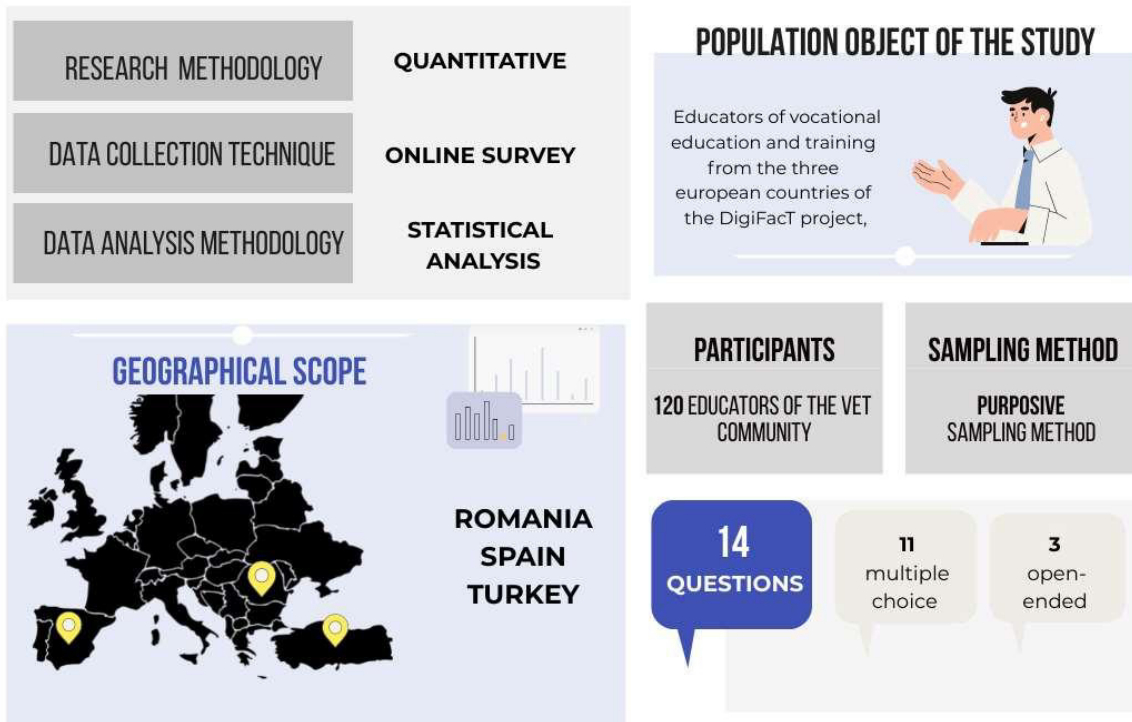 RESEARCH METHODOLOGY
QUANTITATIVE
DATA COLLECTION TECHNIQUE
ONLINE SURVEY
DATA ANALYSIS METHODOLOGY
STATISTICAL
ANALYSIS
POPULATION OBJECT OF THE STUDY
Educators of vocational
education and training
from the three
european countries of
the DigiFacT project,
GEOGRAPHICAL SCOPE
ROMANIA
SPAIN
TURKEY
PARTICIPANTS
120 EDUCATORS OF THE VET
COMMUNITY
SAMPLING METHOD
PURPOSIVE
SAMPLING METHOD
14
QUESTIONS
11
multiple
choice
3
open-
ended